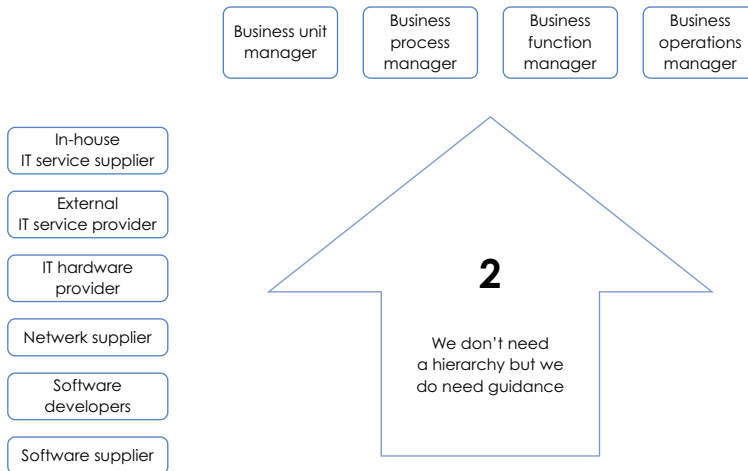 Business unit
manager
Business
process
manager
Business
function
manager
Business
operations
manager
In-house
IT service supplier
External
IT service provider
IT hardware
provider
Netwerk supplier
Software
developers
Software supplier
2
We don't need
a hierarchy but we
do need guidance